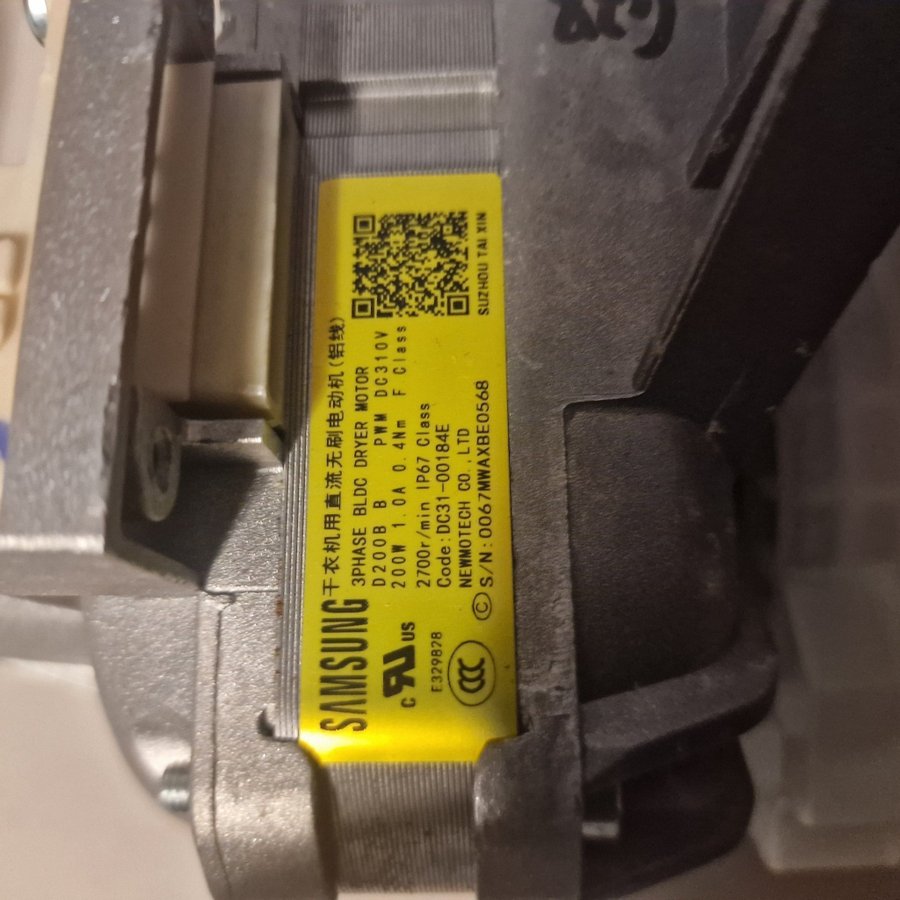 SAMSUNG 干衣机用直流无刷电动机(铝线)
3PHASE BLDC DRYER MOTOR
D200B B PWM DC310V
200W 1.0A 0.4Nm F Class
2700r/min IP67 Class
Code:DC31-00184E
NEWMOTECH CO.,LTD
Ⓒ S/N:0067MWAXBE0568
SUZHOU TAI XIN
c RU US
E329828
CCC